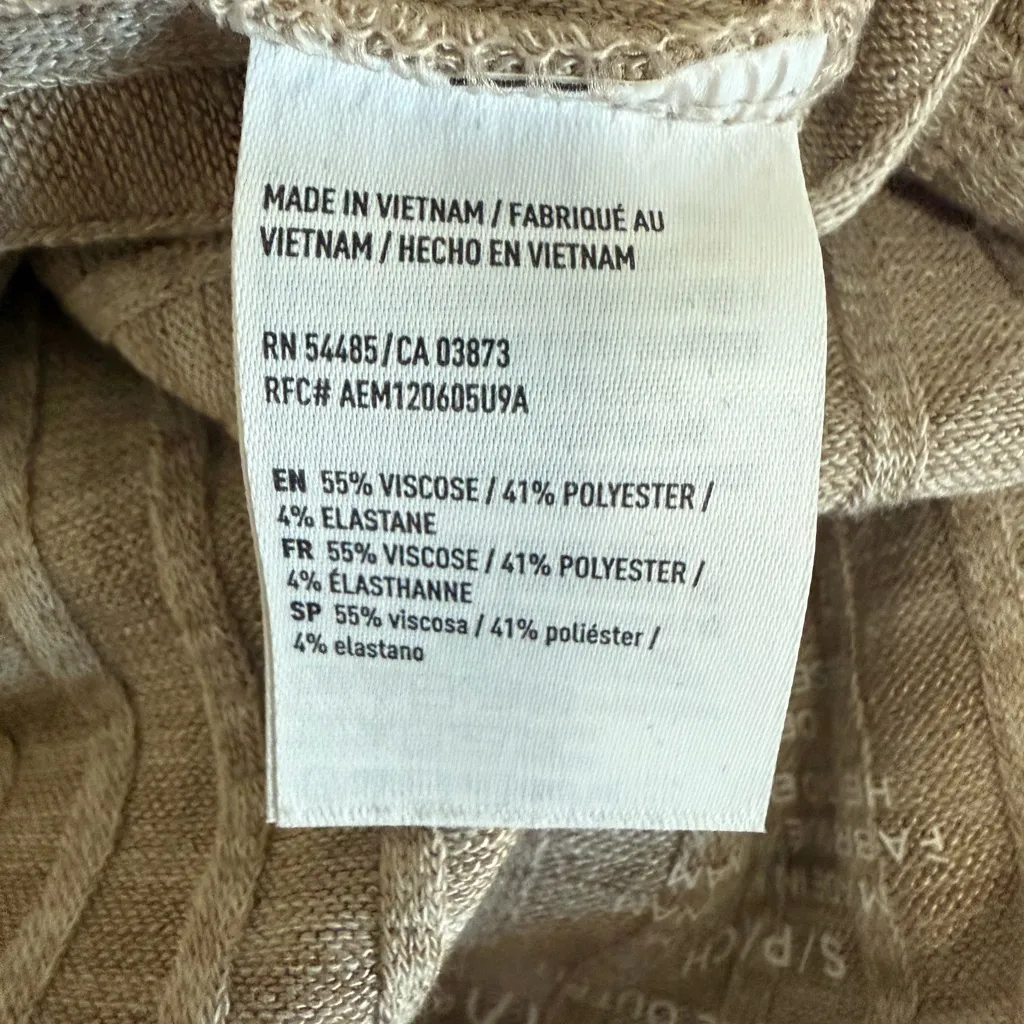 MADE IN VIETNAM / FABRIQUÉ AU
VIETNAM / HECHO EN VIETNAM
RN 54485/CA 03873
RFC# AEM120605U9A
EN 55% VISCOSE / 41% POLYESTER /
4% ELASTANE
FR 55% VISCOSE / 41% POLYESTER /
4% ÉLASTHANNE
SP 55% viscosa / 41% poliéster /
4% elastano
S/P/CH